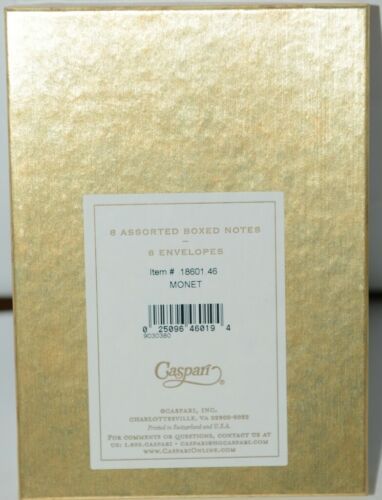 8 ASSORTED BOXED NOTES
—
8 ENVELOPES
Item # 18601.46
MONET
0 25096 46019 4
9030380
Caspari®
©CASPARI, INC.
CHARLOTTESVILLE, VA
Printed in Switzerland and U.S.A.
FOR COMMENTS OR QUESTIONS, CONTACT US AT
WWW.CASPARIONLINE.COM